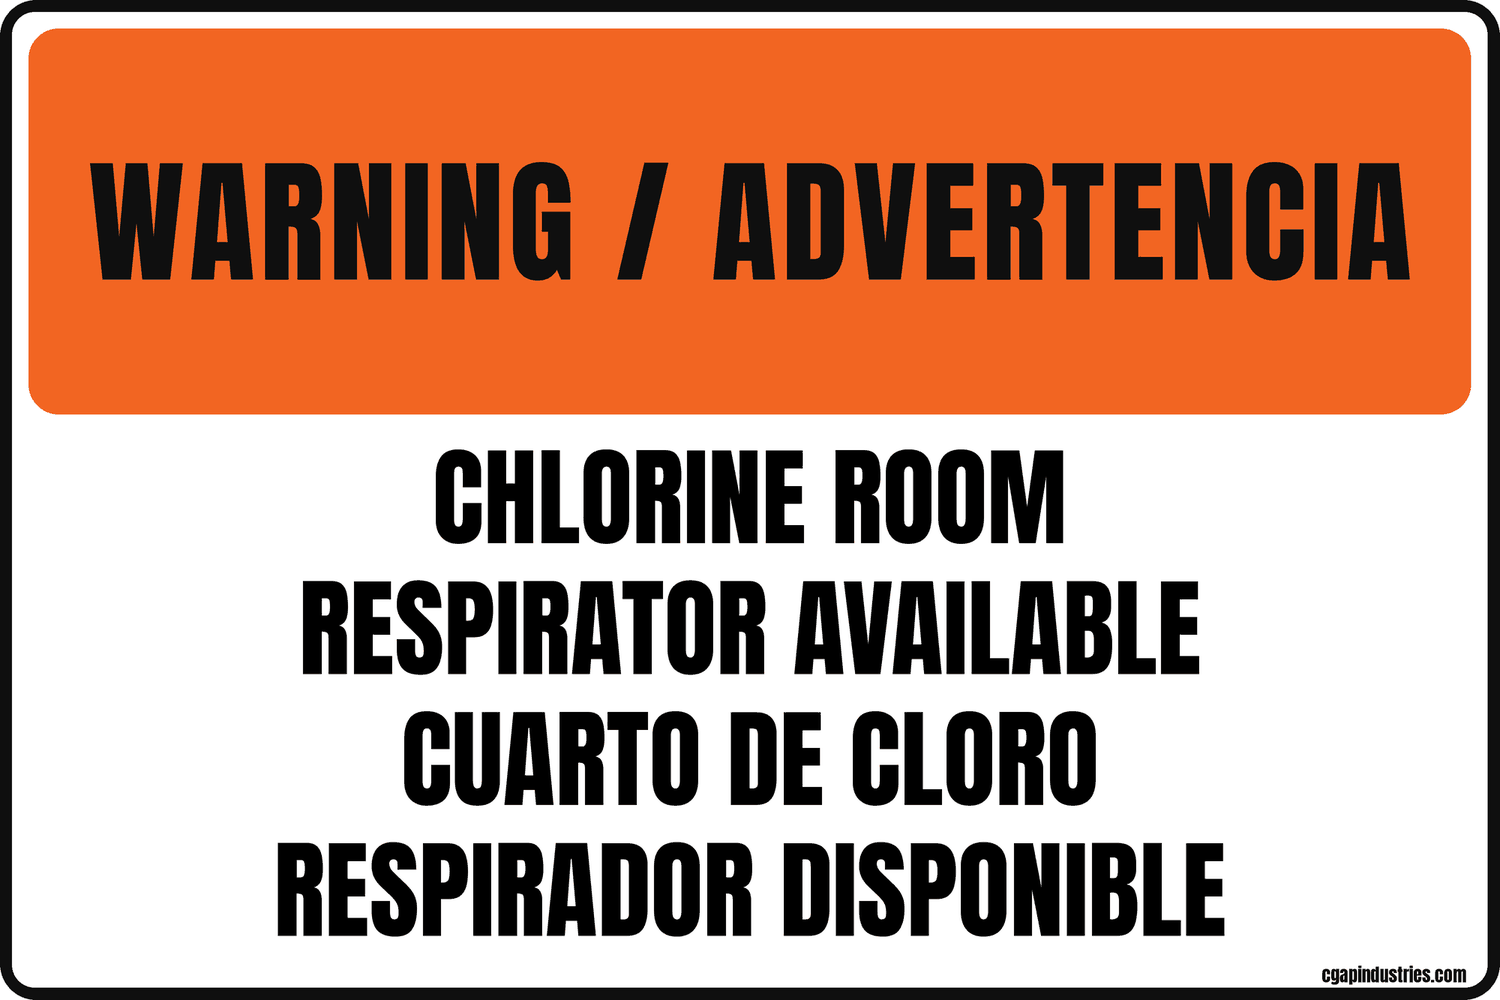 WARNING / ADVERTENCIA
CHLORINE ROOM
RESPIRATOR AVAILABLE
CUARTO DE CLORO
RESPIRADOR DISPONIBLE
cgapindustries.com